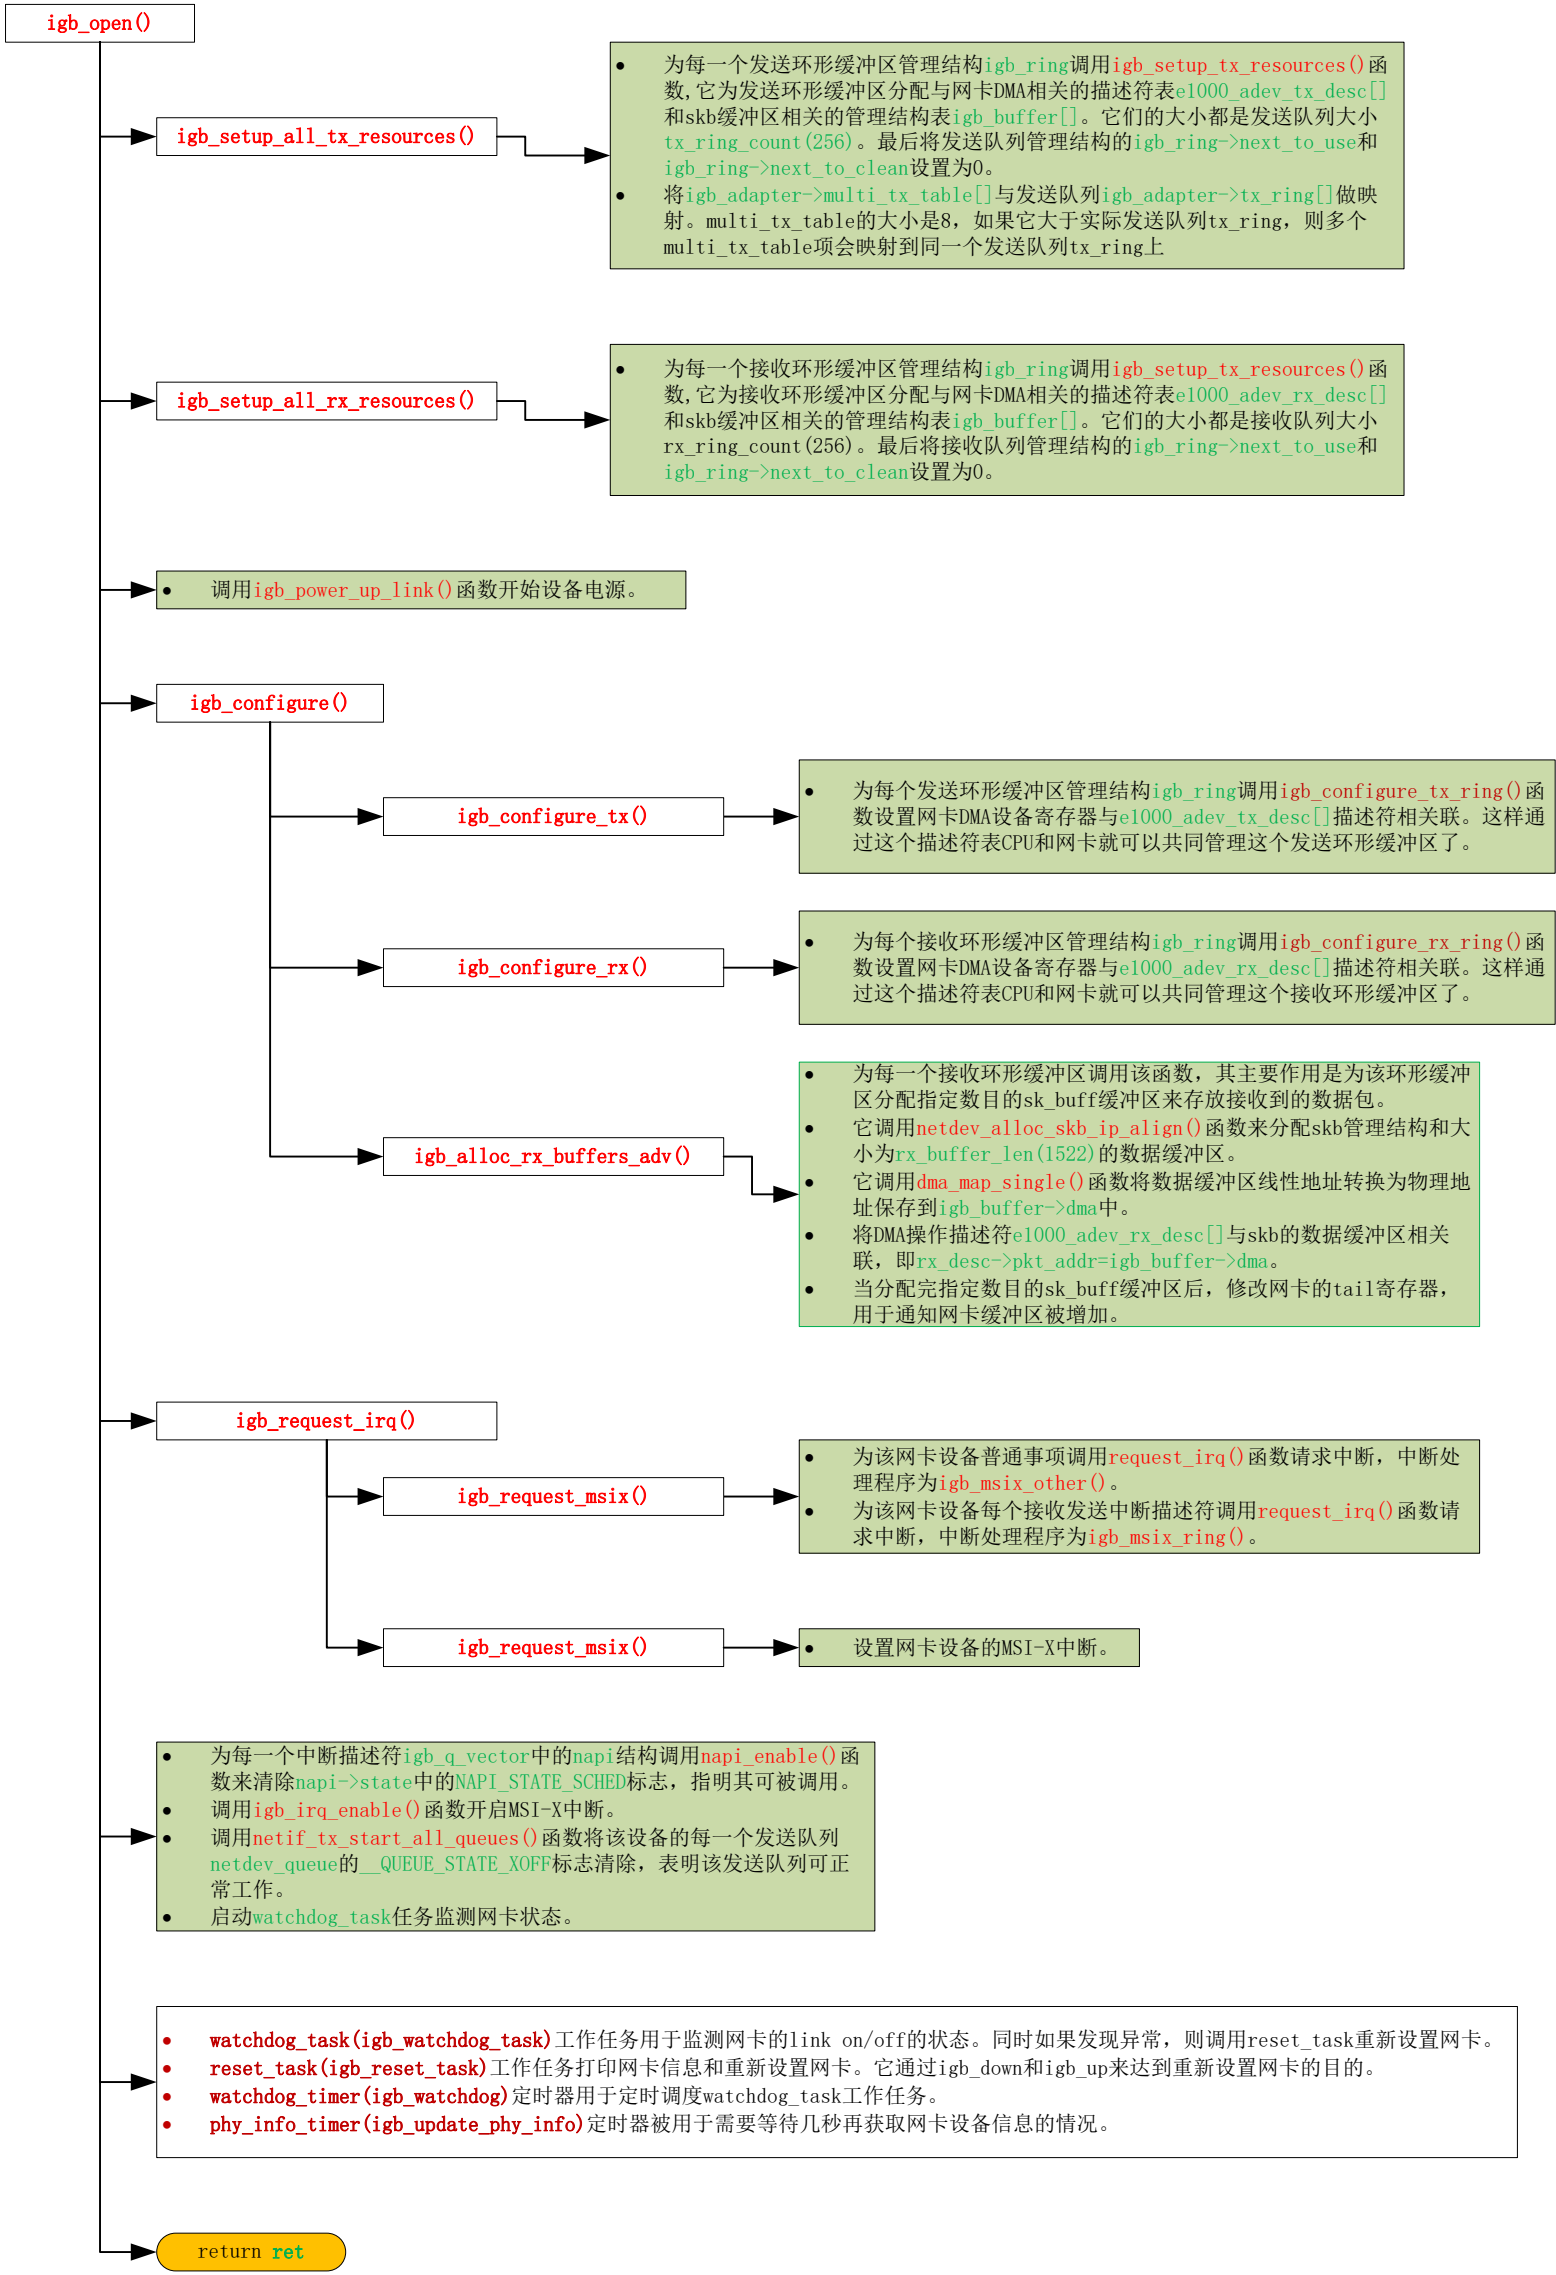 igb_open()
• 为每一个发送环形缓冲区管理结构igb_ring调用igb_setup_tx_resources()函
数,它为发送环形缓冲区分配与网卡DMA相关的描述符表e1000_adev_tx_desc[]
和skb缓冲区相关的管理结构表igb_buffer[]。它们的大小都是发送队列大小
tx_ring_count(256)。最后将发送队列管理结构的igb_ring->next_to_use和
igb_ring->next_to_clean设置为0。
• 将igb_adapter->multi_tx_table[]与发送队列igb_adapter->tx_ring[]做映
射。multi_tx_table的大小是8，如果它大于实际发送队列tx_ring，则多个
multi_tx_table项会映射到同一个发送队列tx_ring上
igb_setup_all_tx_resources()
• 为每一个接收环形缓冲区管理结构igb_ring调用igb_setup_tx_resources()函
数,它为接收环形缓冲区分配与网卡DMA相关的描述符表e1000_adev_rx_desc[]
和skb缓冲区相关的管理结构表igb_buffer[]。它们的大小都是接收队列大小
rx_ring_count(256)。最后将接收队列管理结构的igb_ring->next_to_use和
igb_ring->next_to_clean设置为0。
igb_setup_all_rx_resources()
• 调用igb_power_up_link()函数开始设备电源。
igb_configure()
igb_configure_tx()
• 为每个发送环形缓冲区管理结构igb_ring调用igb_configure_tx_ring()函
数设置网卡DMA设备寄存器与e1000_adev_tx_desc[]描述符相关联。这样通
过这个描述符表CPU和网卡就可以共同管理这个发送环形缓冲区了。
igb_configure_rx()
• 为每个接收环形缓冲区管理结构igb_ring调用igb_configure_rx_ring()函
数设置网卡DMA设备寄存器与e1000_adev_rx_desc[]描述符相关联。这样通
过这个描述符表CPU和网卡就可以共同管理这个接收环形缓冲区了。
igb_alloc_rx_buffers_adv()
• 为每一个接收环形缓冲区调用该函数，其主要作用是为该环形缓冲
区分配指定数目的sk_buff缓冲区来存放接收到的数据包。
• 它调用netdev_alloc_skb_ip_align()函数来分配skb管理结构和大
小为rx_buffer_len(1522)的数据缓冲区。
• 它调用dma_map_single()函数将数据缓冲区线性地址转换为物理地
址保存到igb_buffer->dma中。
• 将DMA操作描述符e1000_adev_rx_desc[]与skb的数据缓冲区相关
联，即rx_desc->pkt_addr=igb_buffer->dma。
• 当分配完指定数目的sk_buff缓冲区后，修改网卡的tail寄存器，
用于通知网卡缓冲区被增加。
igb_request_irq()
igb_request_msix()
• 为该网卡设备普通事项调用request_irq()函数请求中断，中断处
理程序为igb_msix_other()。
• 为该网卡设备每个接收发送中断描述符调用request_irq()函数请
求中断，中断处理程序为igb_msix_ring()。
igb_request_msix()
• 设置网卡设备的MSI-X中断。
• 为每一个中断描述符igb_q_vector中的napi结构调用napi_enable()函
数来清除napi->state中的NAPI_STATE_SCHED标志，指明其可被调用。
• 调用igb_irq_enable()函数开启MSI-X中断。
• 调用netif_tx_start_all_queues()函数将该设备的每一个发送队列
netdev_queue的__QUEUE_STATE_XOFF标志清除，表明该发送队列可正
常工作。
• 启动watchdog_task任务监测网卡状态。
• watchdog_task(igb_watchdog_task)工作任务用于监测网卡的link on/off的状态。同时如果发现异常，则调用reset_task重新设置网卡。
• reset_task(igb_reset_task)工作任务打印网卡信息和重新设置网卡。它通过igb_down和igb_up来达到重新设置网卡的目的。
• watchdog_timer(igb_watchdog)定时器用于定时调度watchdog_task工作任务。
• phy_info_timer(igb_update_phy_info)定时器被用于需要等待几秒再获取网卡设备信息的情况。
return ret